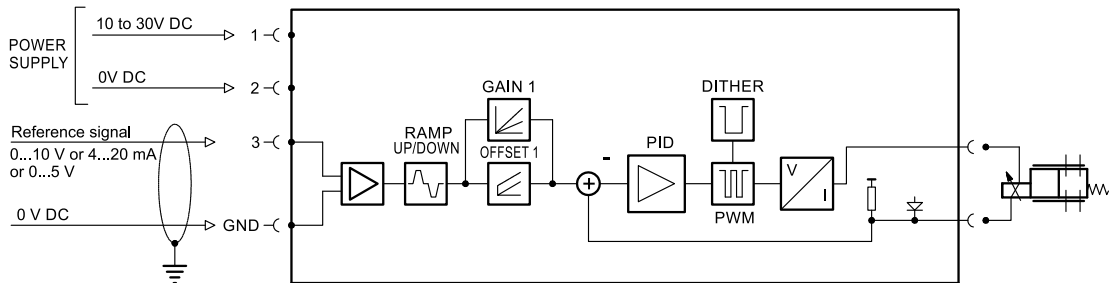 POWER
SUPPLY
10 to 30V DC
1
0V DC
2
Reference signal
0...10 V or 4...20 mA
or 0...5 V
3
0 V DC
GND
RAMP
UP/DOWN
GAIN 1
OFFSET 1
-
+
PID
DITHER
PWM
V
I